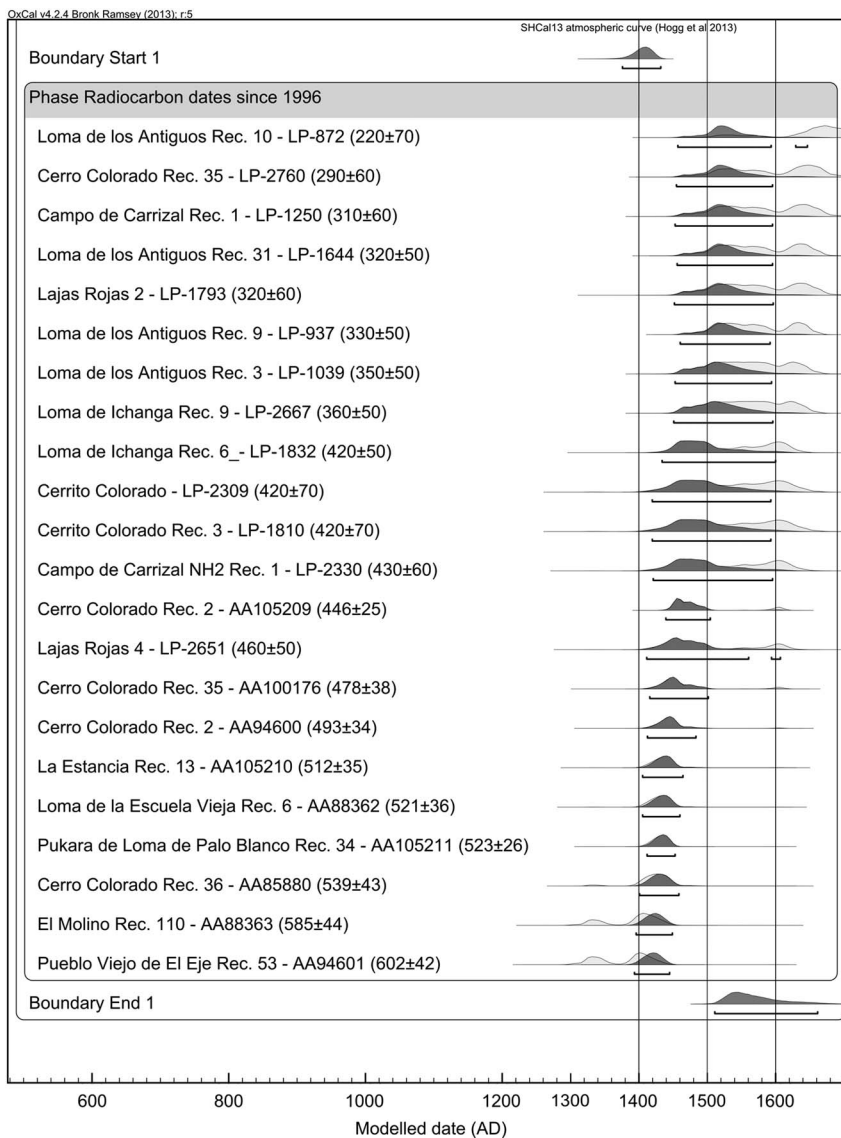 OxCal v4.2.4 Bronk Ramsey (2013); r:5
SHCal13 atmospheric curve (Hogg et al 2013)
Boundary Start 1
Phase Radiocarbon dates since 1996
Loma de los Antiguos Rec. 10 - LP-872 (220±70)
Cerro Colorado Rec. 35 - LP-2760 (290±60)
Campo de Carrizal Rec. 1 - LP-1250 (310±60)
Loma de los Antiguos Rec. 31 - LP-1644 (320±50)
Lajas Rojas 2 - LP-1793 (320±60)
Loma de los Antiguos Rec. 9 - LP-937 (330±50)
Loma de los Antiguos Rec. 3 - LP-1039 (350±50)
Loma de Ichanga Rec. 9 - LP-2667 (360±50)
Loma de Ichanga Rec. 6_- LP-1832 (420±50)
Cerrito Colorado - LP-2309 (420±70)
Cerrito Colorado Rec. 3 - LP-1810 (420±70)
Campo de Carrizal NH2 Rec. 1 - LP-2330 (430±60)
Cerro Colorado Rec. 2 - AA105209 (446±25)
Lajas Rojas 4 - LP-2651 (460±50)
Cerro Colorado Rec. 35 - AA100176 (478±38)
Cerro Colorado Rec. 2 - AA94600 (493±34)
La Estancia Rec. 13 - AA105210 (512±35)
Loma de la Escuela Vieja Rec. 6 - AA88362 (521±36)
Pukara de Loma de Palo Blanco Rec. 34 - AA105211 (523±26)
Cerro Colorado Rec. 36 - AA85880 (539±43)
El Molino Rec. 110 - AA88363 (585±44)
Pueblo Viejo de El Eje Rec. 53 - AA94601 (602±42)
Boundary End 1
600 800 1000 1200 1300 1400 1500 1600
Modelled date (AD)